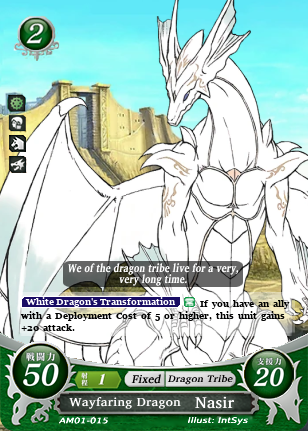 2
We of the dragon tribe live for a very,
very long time.
White Dragon's Transformation If you have an ally
with a Deployment Cost of 5 or higher, this unit gains
+20 attack.
戦闘力
50
射程 1
Fixed
Dragon Tribe
支援力
20
Wayfaring Dragon Nasir
AM01-015
Illust: IntSys